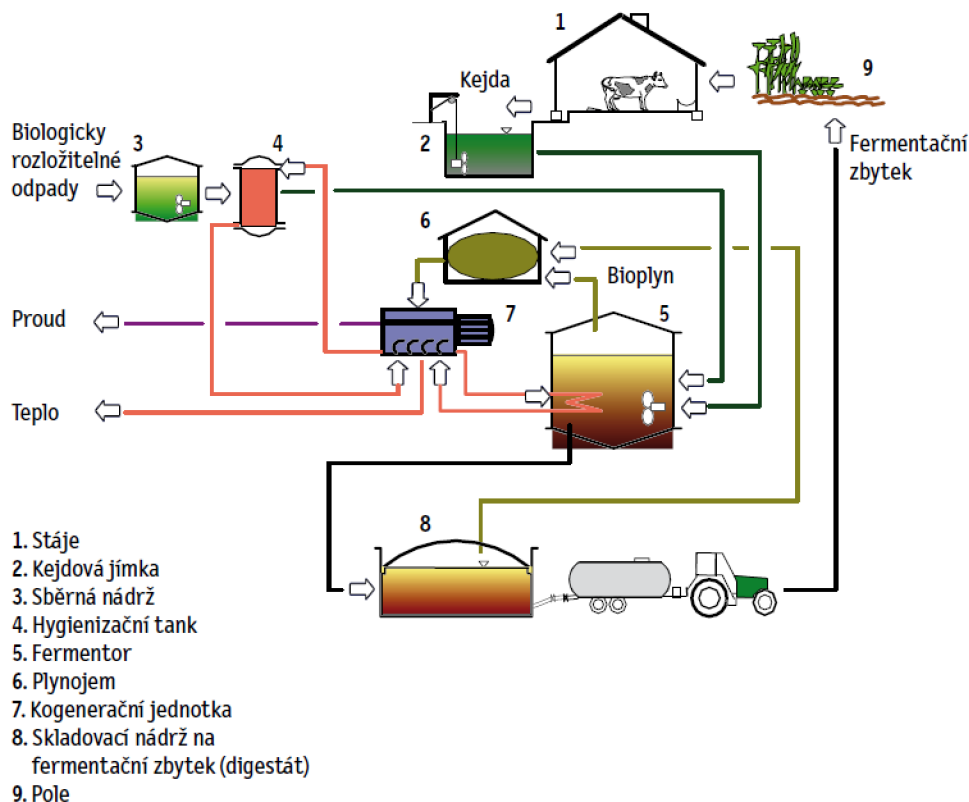 1
9
Kejda
2
Biologicky
rozložitelné
odpady
3
4
Fermentační
zbytek
6
Bioplyn
Proud
7
5
Teplo
8
1. Stáje
2. Kejdová jímka
3. Sběrná nádrž
4. Hygienizační tank
5. Fermentor
6. Plynojem
7. Kogenerační jednotka
8. Skladovací nádrž na
fermentační zbytek (digestát)
9. Pole